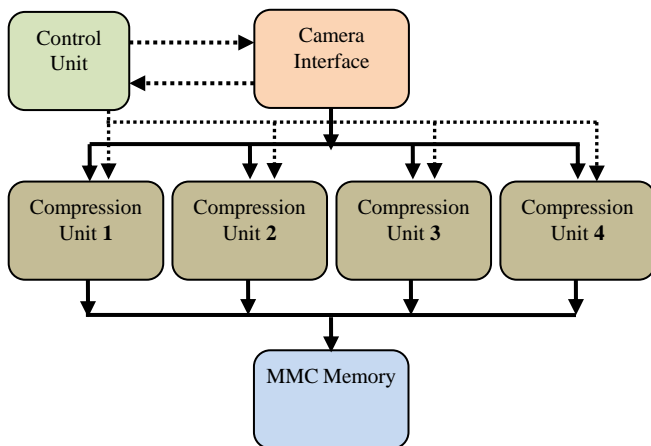 Control
Unit
Camera
Interface
Compression
Unit 1
Compression
Unit 2
Compression
Unit 3
Compression
Unit 4
MMC Memory